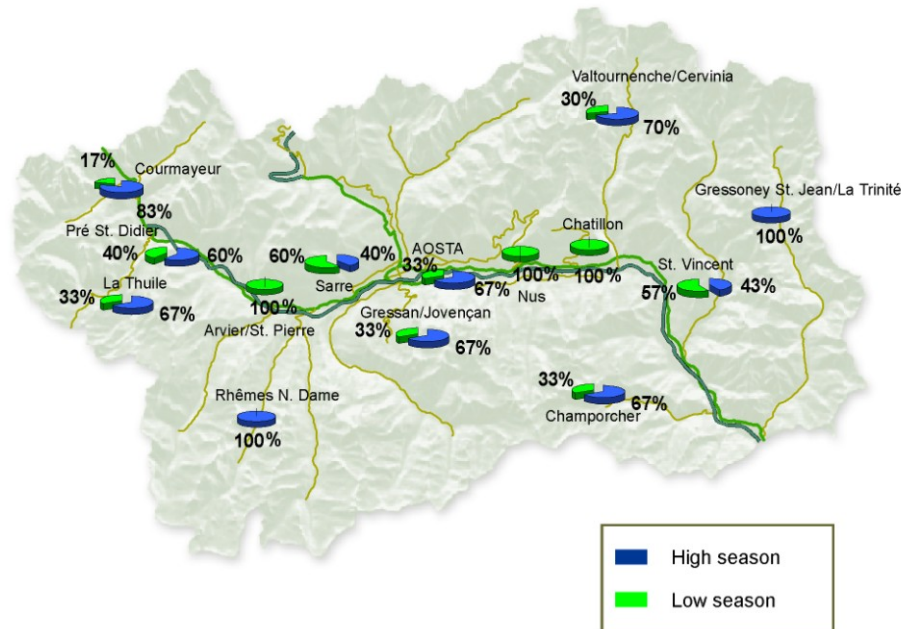 Valtournenche/Cervinia
30%
70%
17%
Courmayeur
83%
Gressoney St. Jean/La Trinité
100%
Pré St. Didier
40%
60%
60%
40%
Sarre
AOSTA
33%
67%
100%
Nus
Chatillon
100%
St. Vincent
57%
43%
La Thuile
33%
67%
100%
Arvier/St. Pierre
Gressan/Jovençan
33%
67%
Rhêmes N. Dame
100%
33%
67%
Champorcher
High season
Low season